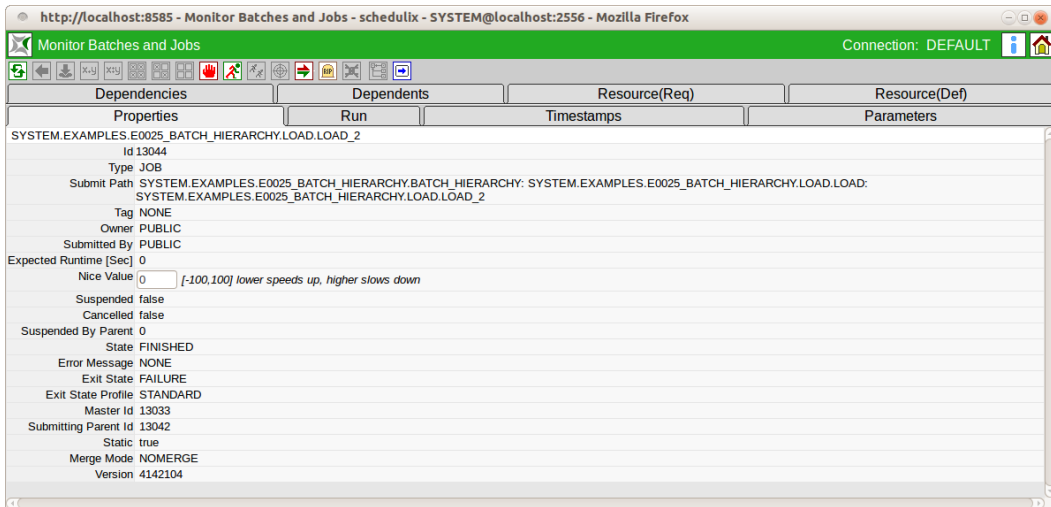 http://localhost:8585 - Monitor Batches and Jobs - schedulix - SYSTEM@localhost:2556 - Mozilla Firefox
Monitor Batches and Jobs Connection: DEFAULT
x,y x:y BIP
Dependencies Dependents Resource(Req) Resource(Def)
Properties Run Timestamps Parameters
SYSTEM.EXAMPLES.E0025_BATCH_HIERARCHY.LOAD.LOAD_2
Id 13044
Type JOB
Submit Path SYSTEM.EXAMPLES.E0025_BATCH_HIERARCHY.BATCH_HIERARCHY: SYSTEM.EXAMPLES.E0025_BATCH_HIERARCHY.LOAD.LOAD:
SYSTEM.EXAMPLES.E0025_BATCH_HIERARCHY.LOAD.LOAD_2
Tag NONE
Owner PUBLIC
Submitted By PUBLIC
Expected Runtime [Sec] 0
Nice Value 0 [-100,100] lower speeds up, higher slows down
Suspended false
Cancelled false
Suspended By Parent 0
State FINISHED
Error Message NONE
Exit State FAILURE
Exit State Profile STANDARD
Master Id 13033
Submitting Parent Id 13042
Static true
Merge Mode NOMERGE
Version 4142104